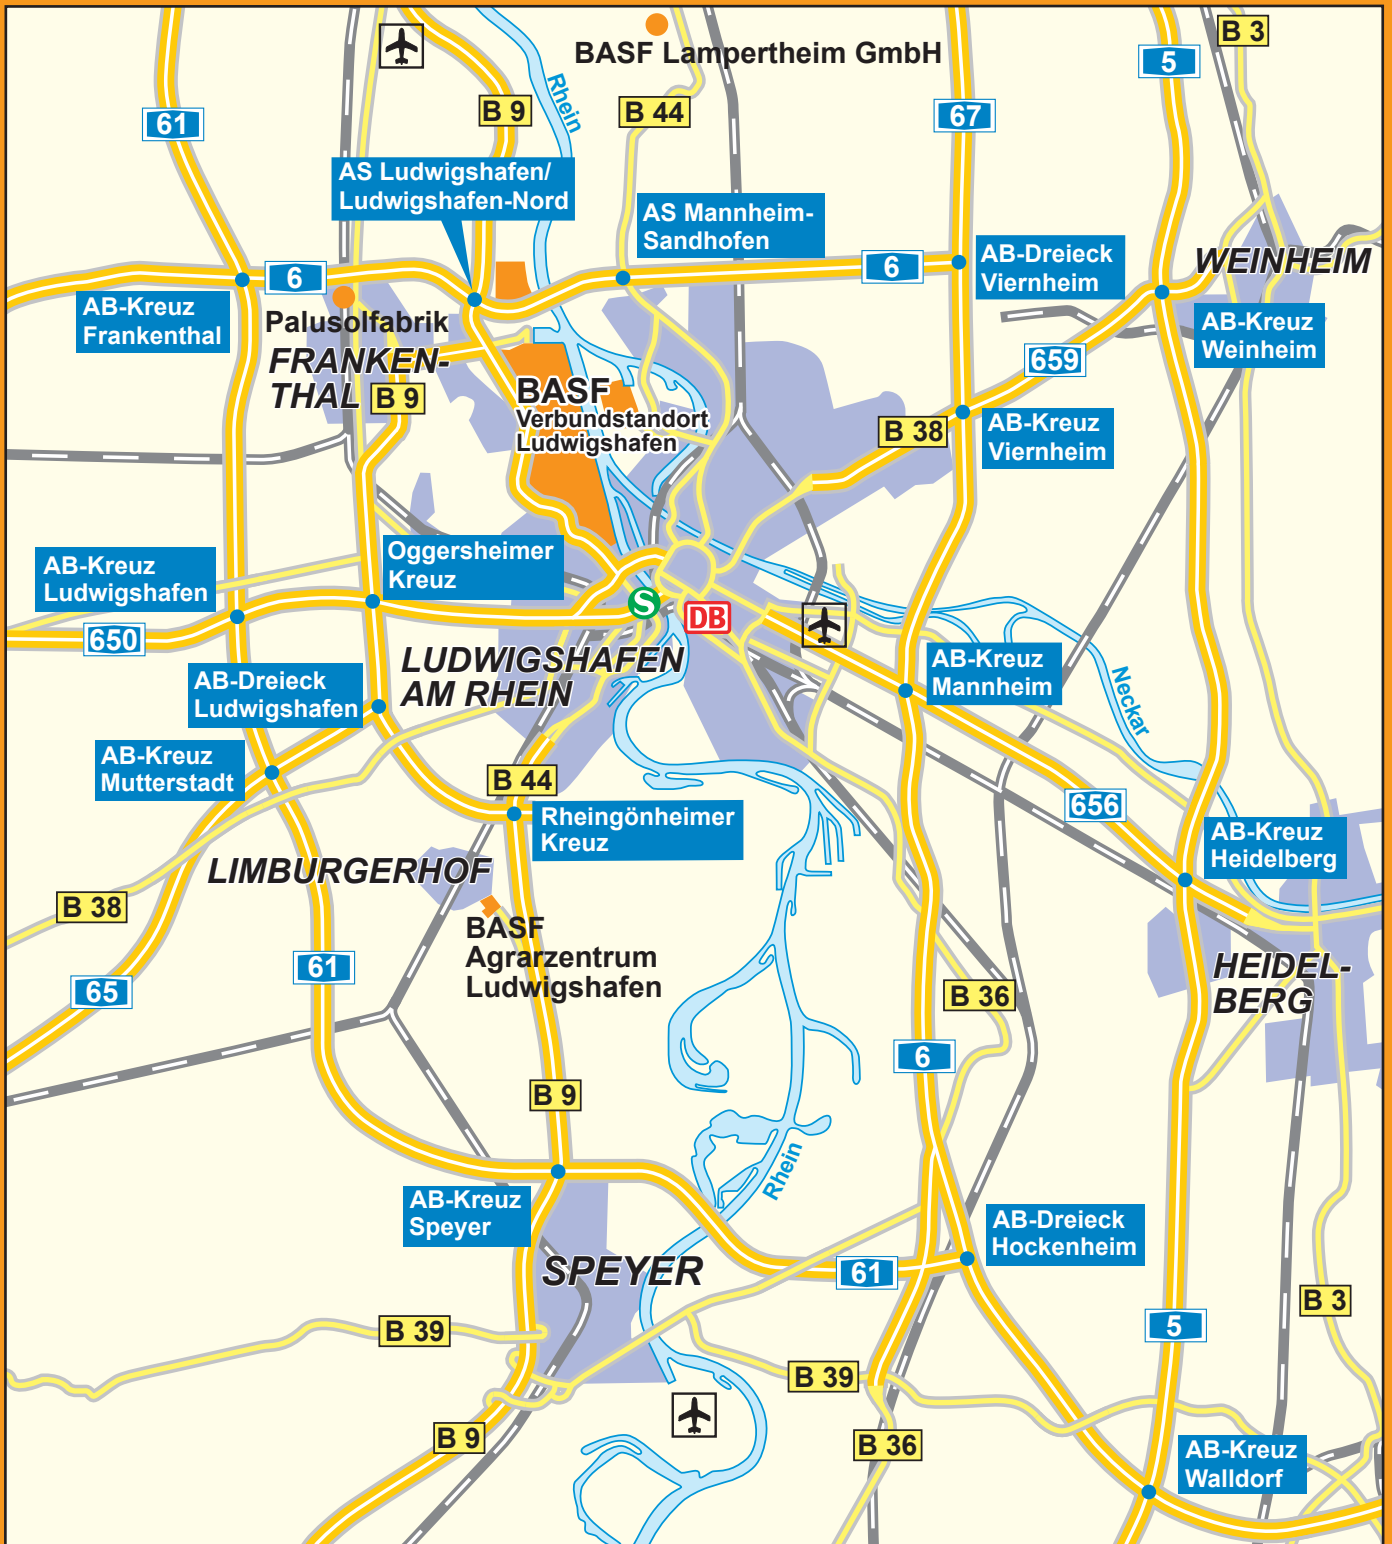 B 3
BASF Lampertheim GmbH
5
Rhein
B 9
B 44
67
61
AS Ludwigshafen/
Ludwigshafen-Nord
AS Mannheim-
Sandhofen
AB-Dreieck
Viernheim
WEINHEIM
6
6
AB-Kreuz
Frankenthal
Palusolfabrik
AB-Kreuz
Weinheim
FRANKEN-
THAL
B 9
659
BASF
Verbundstandort
Ludwigshafen
B 38
AB-Kreuz
Viernheim
AB-Kreuz
Ludwigshafen
Oggersheimer
Kreuz
S
DB
650
LUDWIGSHAFEN
AM RHEIN
AB-Kreuz
Mannheim
Neckar
AB-Dreieck
Ludwigshafen
AB-Kreuz
Mutterstadt
B 44
656
Rheingönheimer
Kreuz
AB-Kreuz
Heidelberg
LIMBURGERHOF
B 38
BASF
Agrarzentrum
Ludwigshafen
61
65
B 36
HEIDEL-
BERG
6
B 9
Rhein
AB-Kreuz
Speyer
AB-Dreieck
Hockenheim
SPEYER
61
B 3
B 39
5
B 39
B 9
B 36
AB-Kreuz
Walldorf